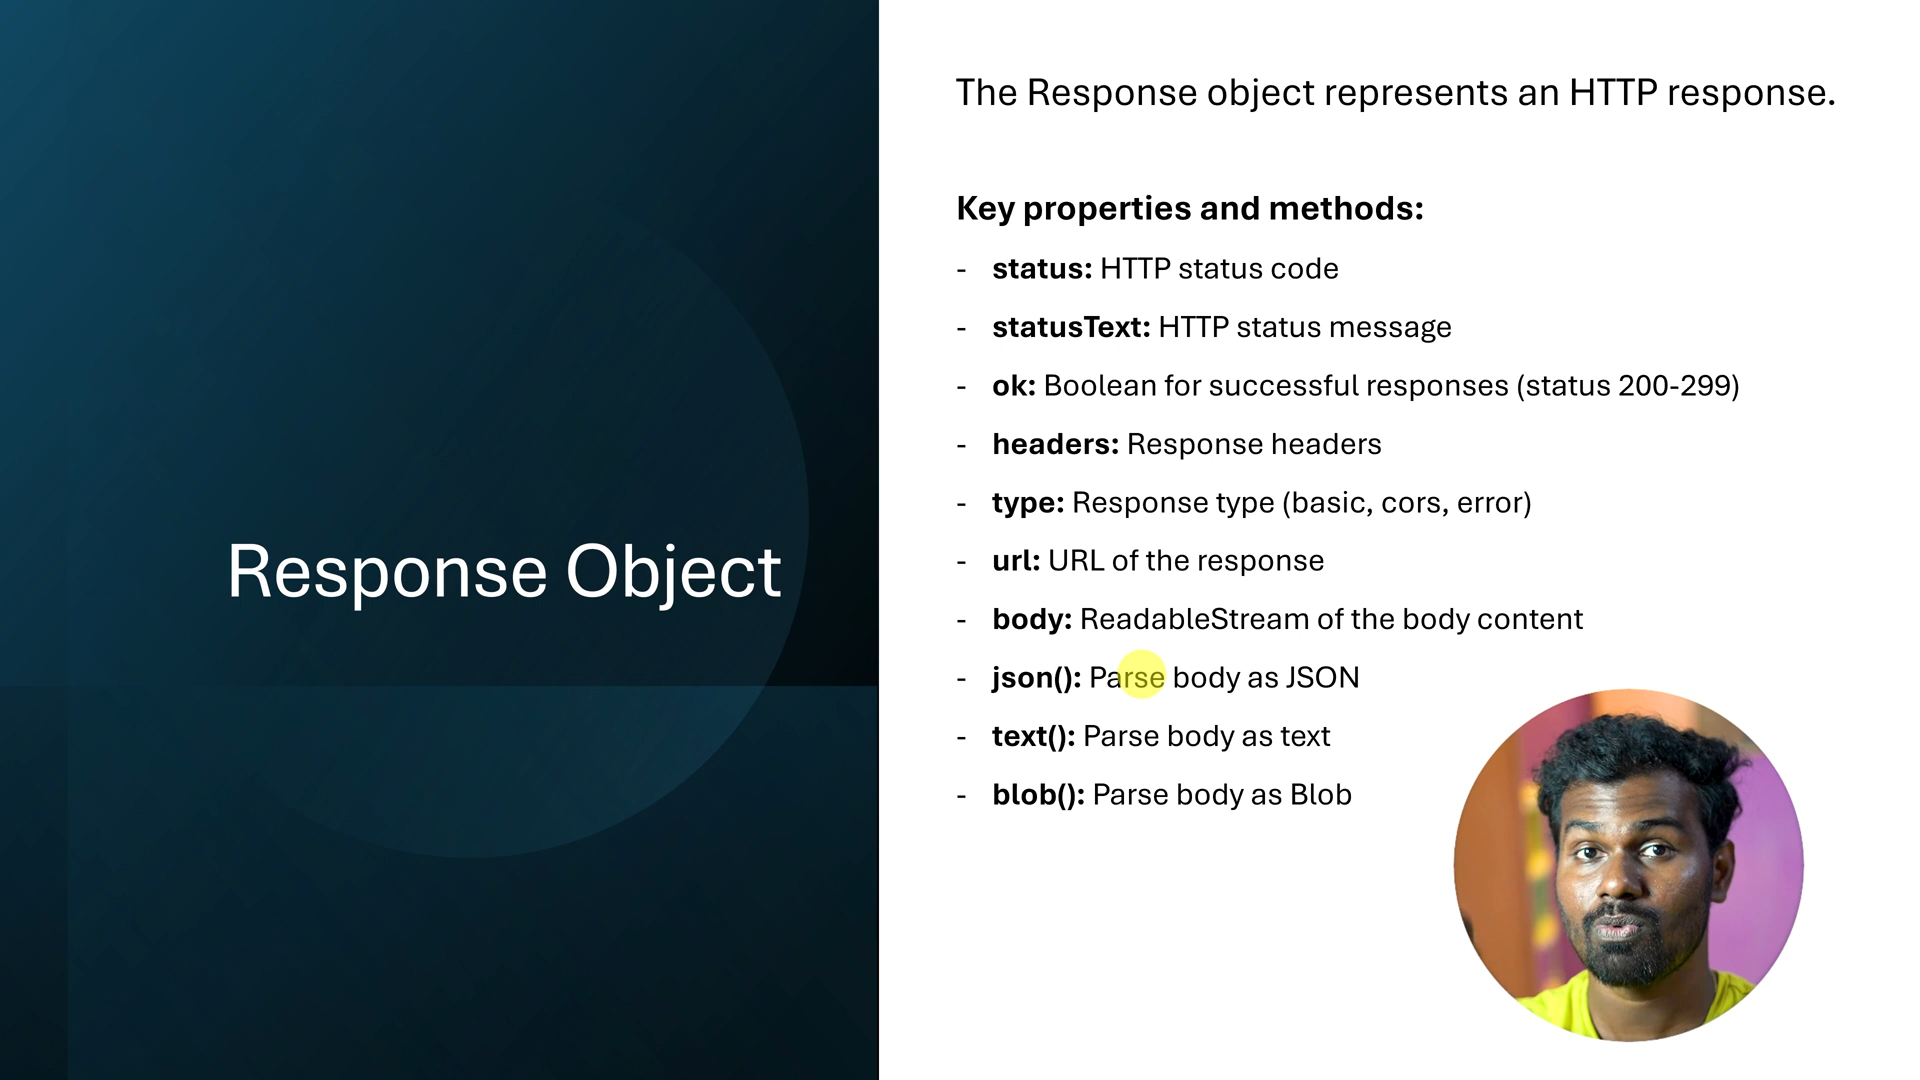 Response Object
The Response object represents an HTTP response.
Key properties and methods:
- status: HTTP status code
- statusText: HTTP status message
- ok: Boolean for successful responses (status 200-299)
- headers: Response headers
- type: Response type (basic, cors, error)
- url: URL of the response
- body: ReadableStream of the body content
- json(): Parse body as JSON
- text(): Parse body as text
- blob(): Parse body as Blob